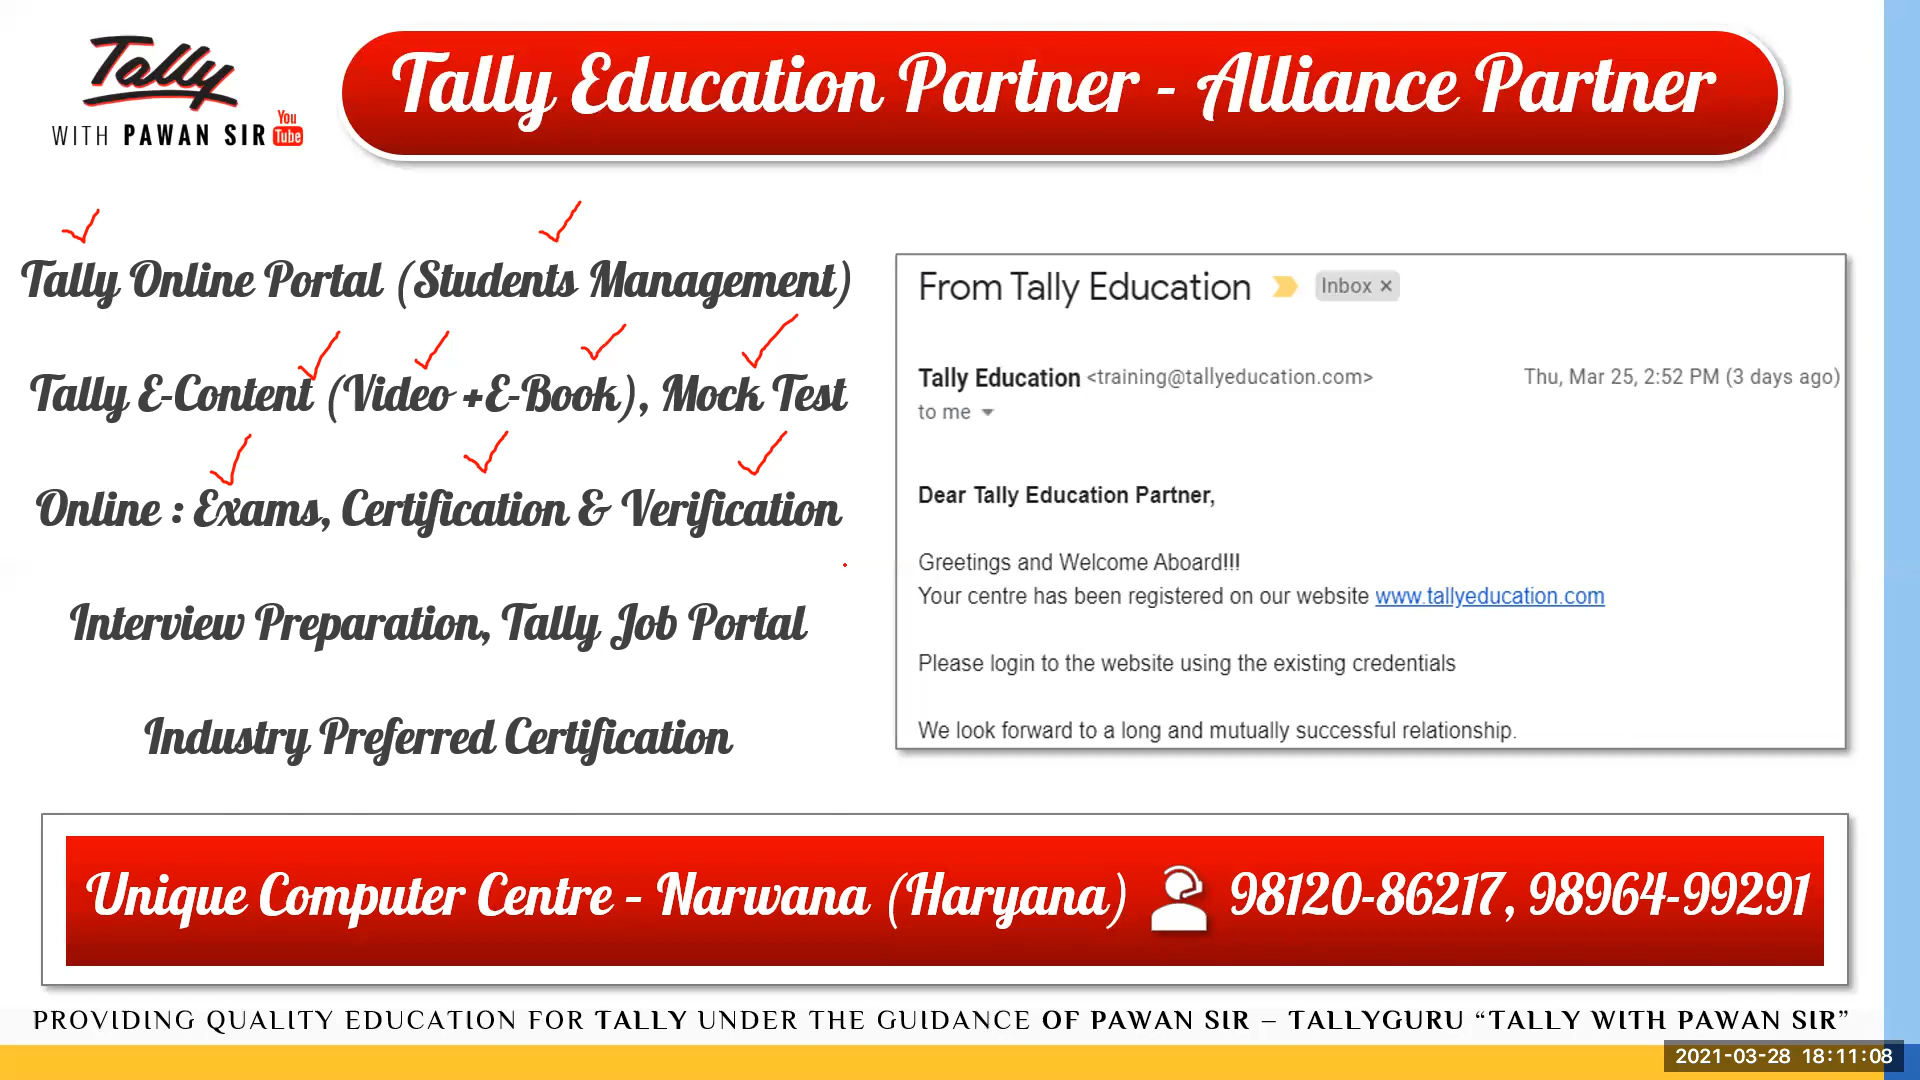 Tally
WITH PAWAN SIR You Tube
Tally Education Partner - Alliance Partner
Tally Online Portal (Students Management)
Tally E-Content (Video +E-Book), Mock Test
Online : Exams, Certification & Verification
Interview Preparation, Tally Job Portal
Industry Preferred Certification
From Tally Education Inbox ×
Tally Education <training@tallyeducation.com> Thu, Mar 25, 2:52 PM (3 days ago)
to me
Dear Tally Education Partner,
Greetings and Welcome Aboard!!!
Your centre has been registered on our website www.tallyeducation.com
Please login to the website using the existing credentials
We look forward to a long and mutually successful relationship.
Unique Computer Centre - Narwana (Haryana) 98120-86217, 98964-99291
PROVIDING QUALITY EDUCATION FOR TALLY UNDER THE GUIDANCE OF PAWAN SIR – TALLYGURU “TALLY WITH PAWAN SIR”
2021-03-28 18:11:08